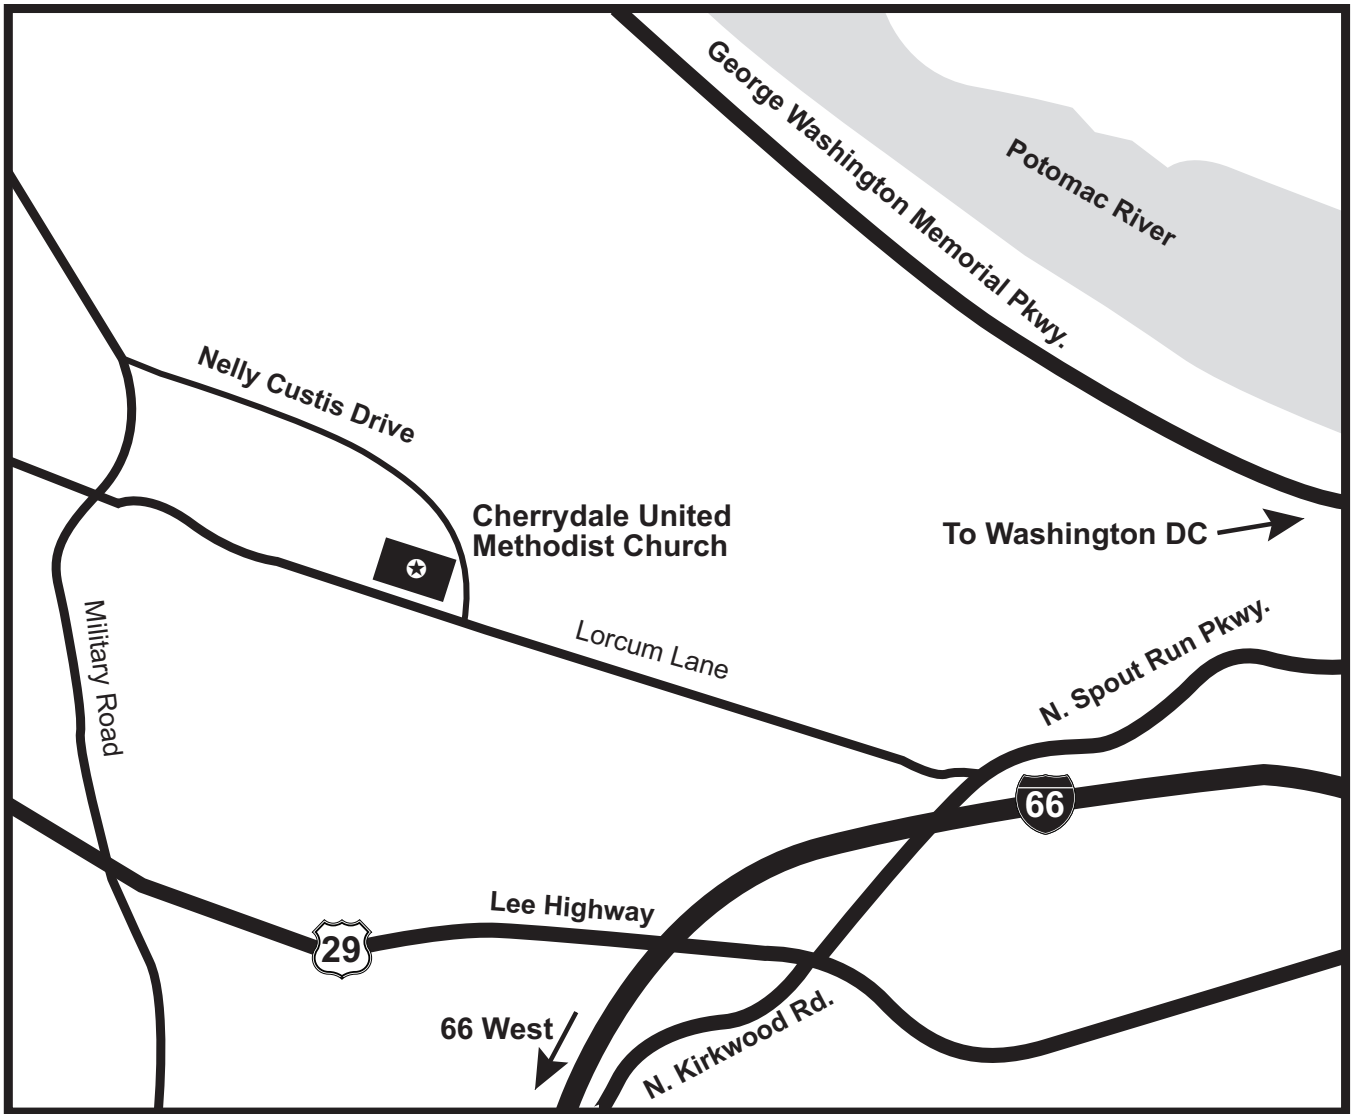 George Washington Memorial Pkwy.
Potomac River
Nelly Custis Drive
Cherrydale United
Methodist Church
To Washington DC
Military Road
Lorcum Lane
N. Spout Run Pkwy.
66
Lee Highway
29
66 West
N. Kirkwood Rd.